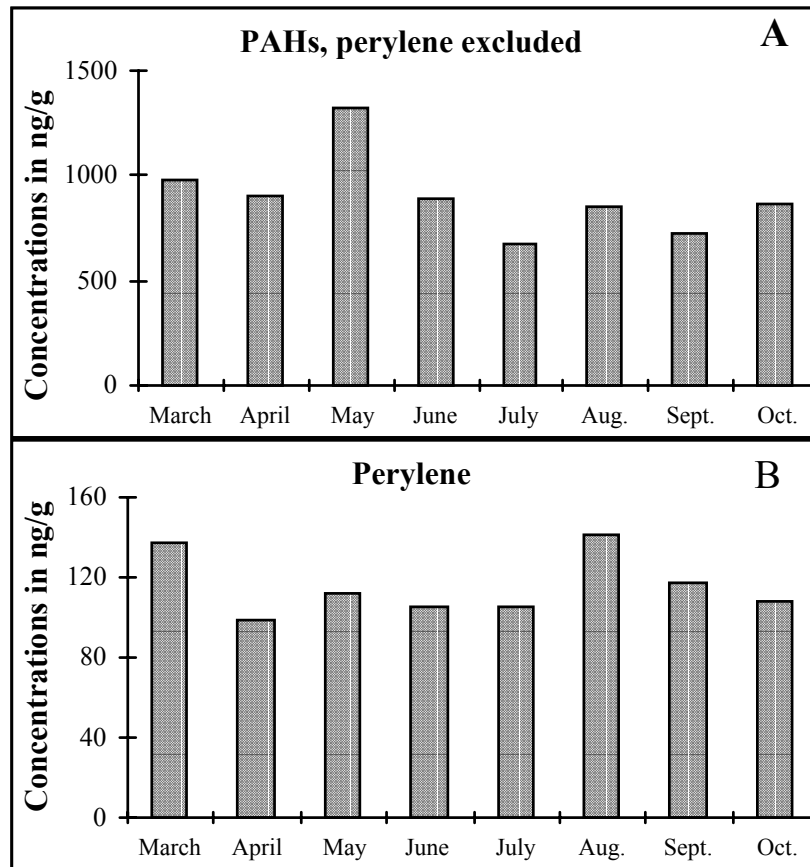 PAHs, perylene excluded
A
Concentrations in ng/g
1500
1000
500
0
March April May June July Aug. Sept. Oct.
Perylene
B
Concentrations in ng/g
160
120
80
40
0
March April May June July Aug. Sept. Oct.